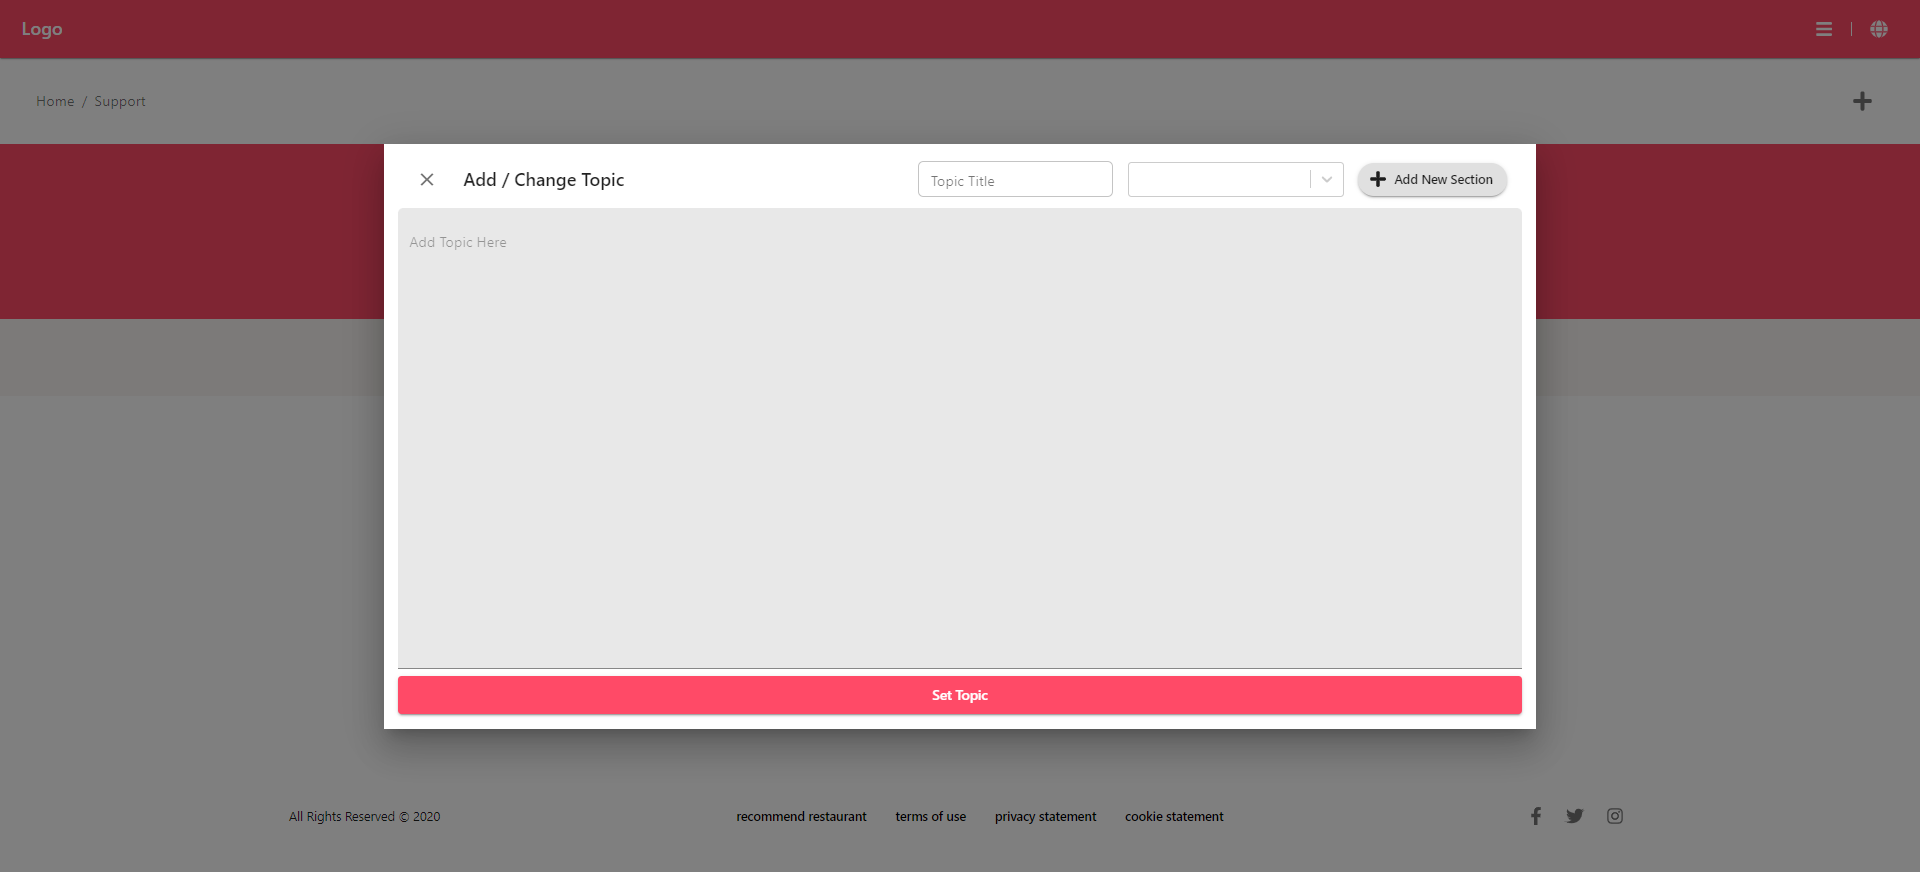 Logo
Home / Support
Add / Change Topic
Topic Title
Add New Section
Add Topic Here
Set Topic
All Rights Reserved © 2020
recommend restaurant
terms of use
privacy statement
cookie statement